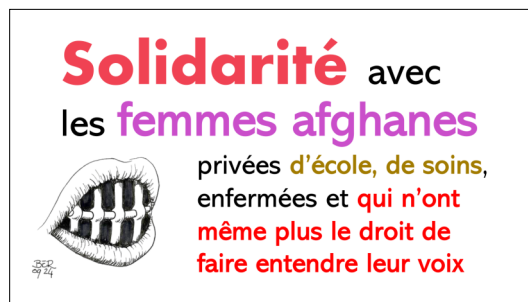 Solidarité avec
les femmes afghanes
privées d'école, de soins,
enfermées et qui n'ont
même plus le droit de
faire entendre leur voix
BER
09 24